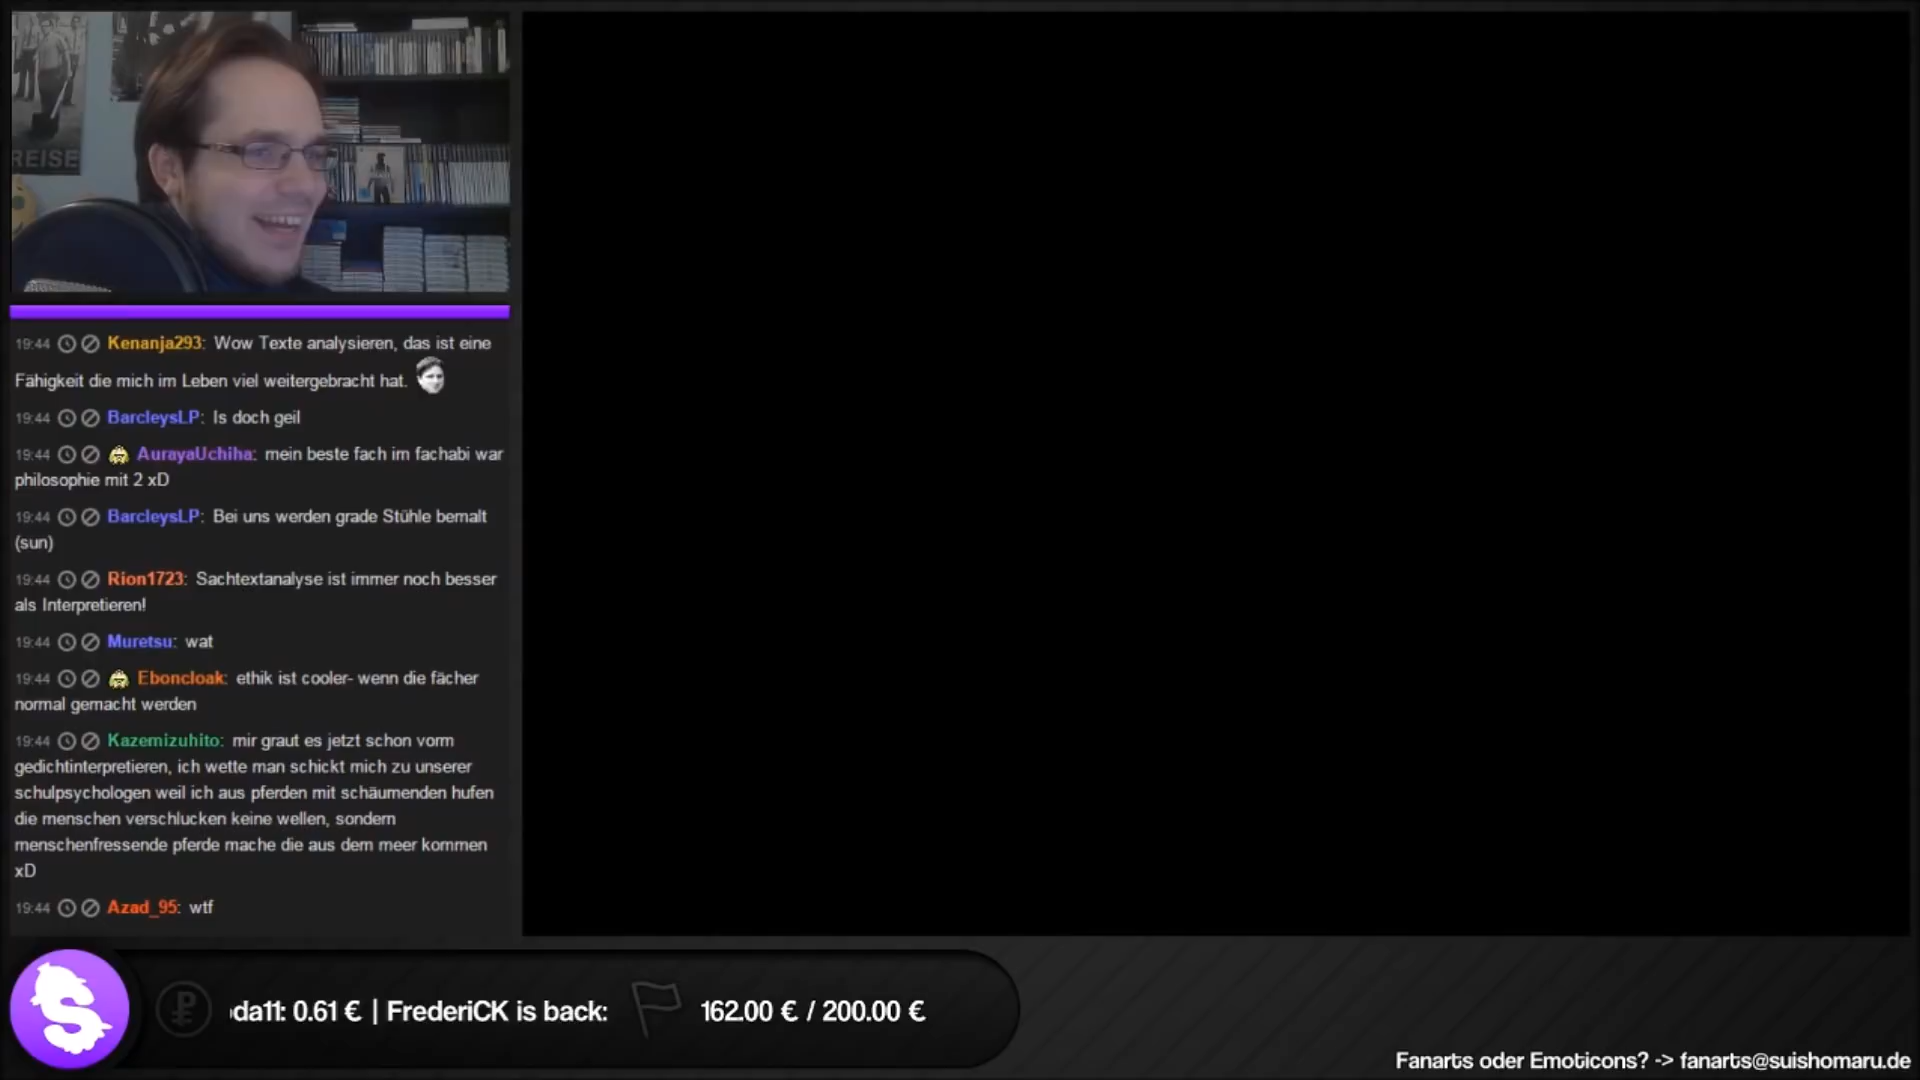 REISE
19:44 Kenanja293: Wow Texte analysieren, das ist eine
Fähigkeit die mich im Leben viel weitergebracht hat.
19:44 BarcleysLP: Is doch geil
19:44 AurayaUchiha: mein beste fach im fachabi war
philosophie mit 2 xD
19:44 BarcleysLP: Bei uns werden grade Stühle bemalt
(sun)
19:44 Rion1723: Sachtextanalyse ist immer noch besser
als Interpretieren!
19:44 Muretsu: wat
19:44 Eboncloak: ethik ist cooler- wenn die fächer
normal gemacht werden
19:44 Kazemizuhito: mir graut es jetzt schon vorm
gedichtinterpretieren, ich wette man schickt mich zu unserer
schulpsychologen weil ich aus pferden mit schäumenden hufen
die menschen verschlucken keine wellen, sondern
menschenfressende pferde mache die aus dem meer kommen
xD
19:44 Azad_95: wtf
da11: 0.61 € | FrederiCK is back: 162.00 € / 200.00 €
Fanarts oder Emoticons? -> fanarts@suishomaru.de